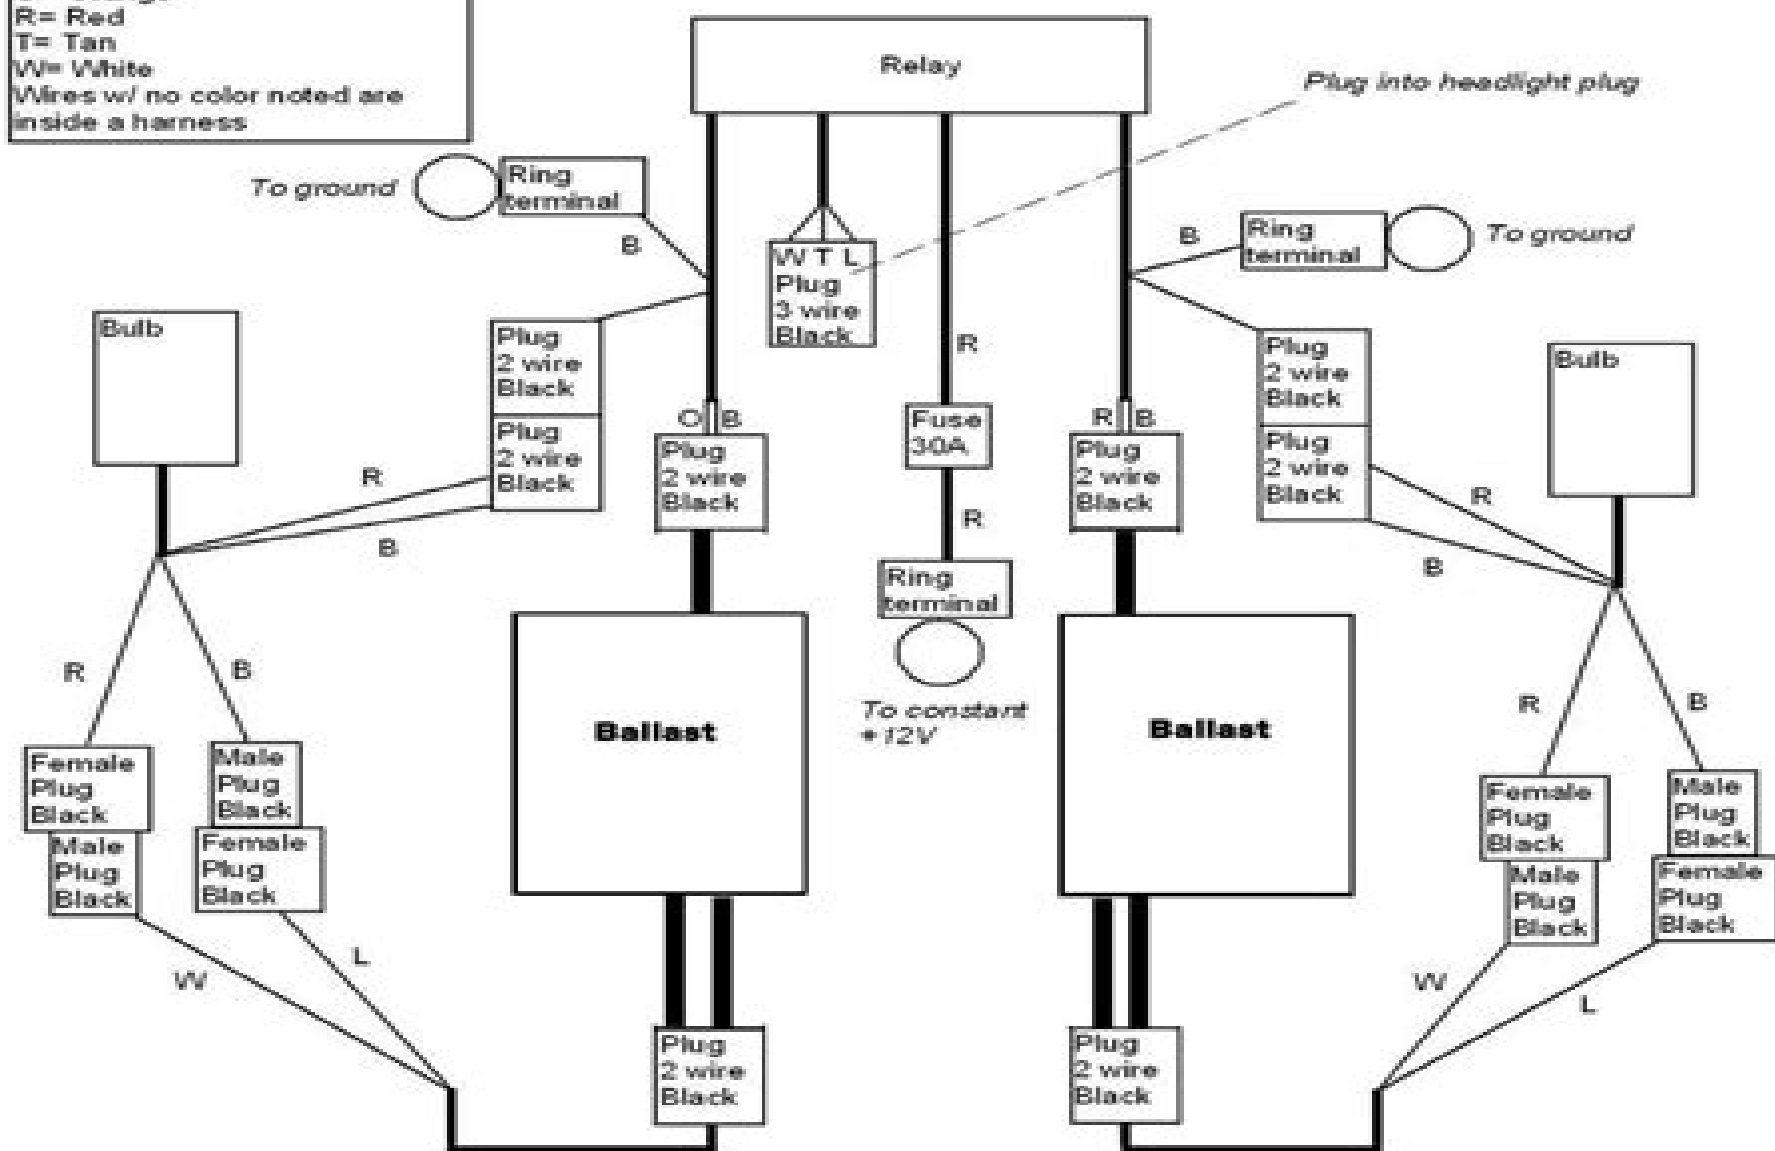 R= Red
T= Tan
W= White
Wires w/ no color noted are
inside a harness
Relay
Plug into headlight plug
To ground
Ring
terminal
B
W T L
Plug
3 wire
Black
B
Ring
terminal
To ground
Bulb
Plug
2 wire
Black
Plug
2 wire
Black
R
B
O B
Plug
2 wire
Black
R
Fuse
30A
R
Ring
terminal
To constant
+12V
R B
Plug
2 wire
Black
Plug
2 wire
Black
Plug
2 wire
Black
R
B
Bulb
R
B
Female
Plug
Black
Male
Plug
Black
Male
Plug
Black
Female
Plug
Black
W
L
Ballast
Plug
2 wire
Black
Ballast
Plug
2 wire
Black
R
B
Female
Plug
Black
Male
Plug
Black
Male
Plug
Black
Female
Plug
Black
W
L